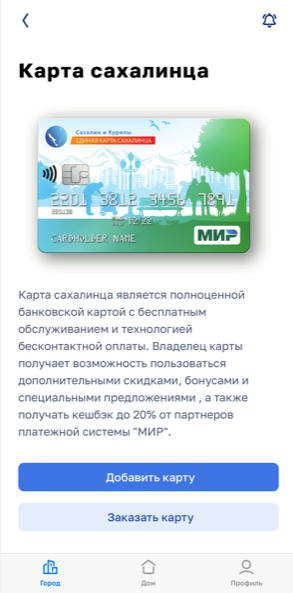 Карта сахалинца
Сахалин и Курилы
ЕДИНАЯ КАРТА САХАЛИНЦА
2201 3812 3456 7891
12/22
CARDHOLDER NAME
МИР
Карта сахалинца является полноценной
банковской картой с бесплатным
обслуживанием и технологией
бесконтактной оплаты. Владелец карты
получает возможность пользоваться
дополнительными скидками, бонусами и
специальными предложениями , а также
получать кешбэк до 20% от партнеров
платежной системы "МИР".
Добавить карту
Заказать карту
Город
Дом
Профиль